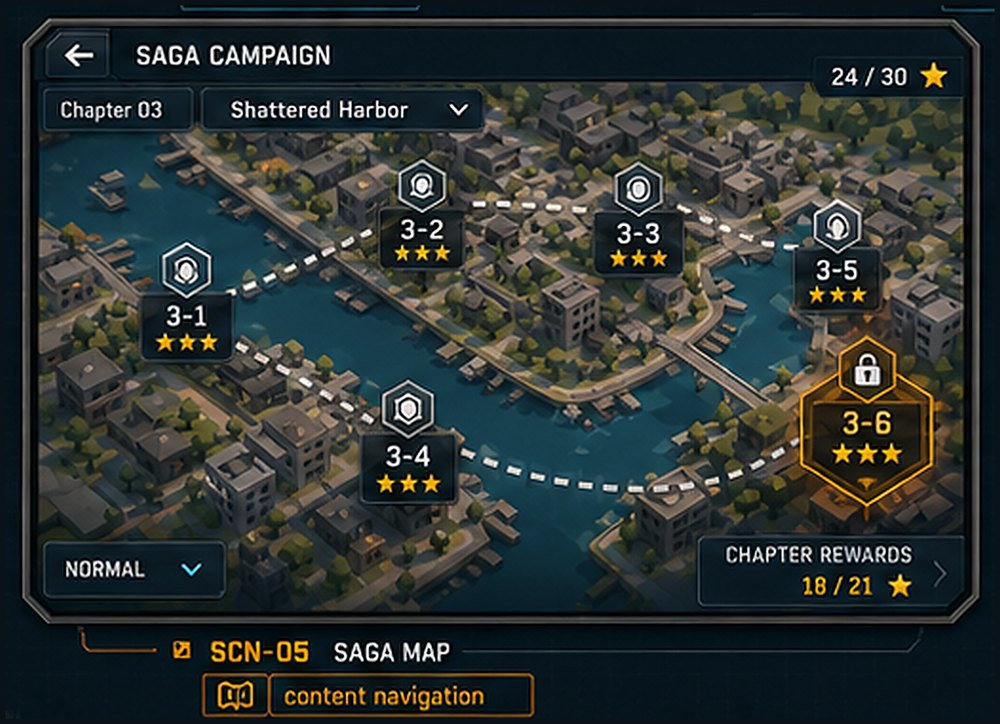 SAGA CAMPAIGN
24 / 30
Chapter 03
Shattered Harbor
3-2
3-3
3-5
3-1
3-6
3-4
NORMAL
CHAPTER REWARDS
18 / 21
SCN-05 SAGA MAP
content navigation